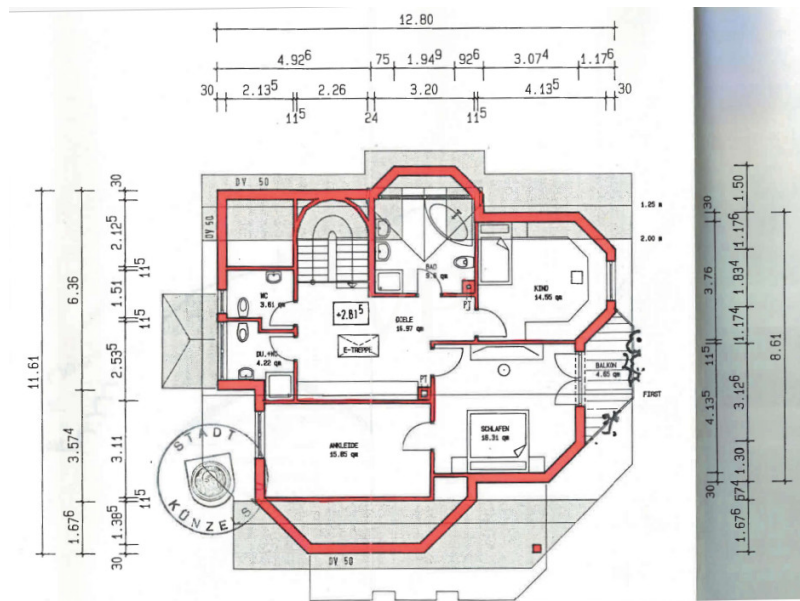 12.80
4.92⁶ 75 1.94⁹ 92⁶ 3.07⁴ 1.17⁶
30 2.13⁵ 2.26 3.20 4.13⁵ 30
11⁵ 24 11⁵
DV 50
DV 50
1.25 m
2.00 m
BAD
WC
3.61 qm
KIND
14.55 qm
+2.81⁵
DIELE
16.97 qm
PT
E-TREPPE
DU.+WC
4.22 qm
PT
BALKON
4.65 qm
FIRST
SCHLAFEN
18.31 qm
ANKLEIDE
15.85 qm
STADT
KÜNZELS
DV 50
11.61
6.36
3.57⁴
1.67⁶
30
2.12⁵
11⁵
1.51
11⁵
2.53⁵
3.11
11⁵
1.38⁵
30
30
3.76
11⁵
4.13⁵
30
1.50
1.17⁶
1.83⁴
1.17⁴
3.12⁶
1.30
57⁴
1.67⁶
8.61